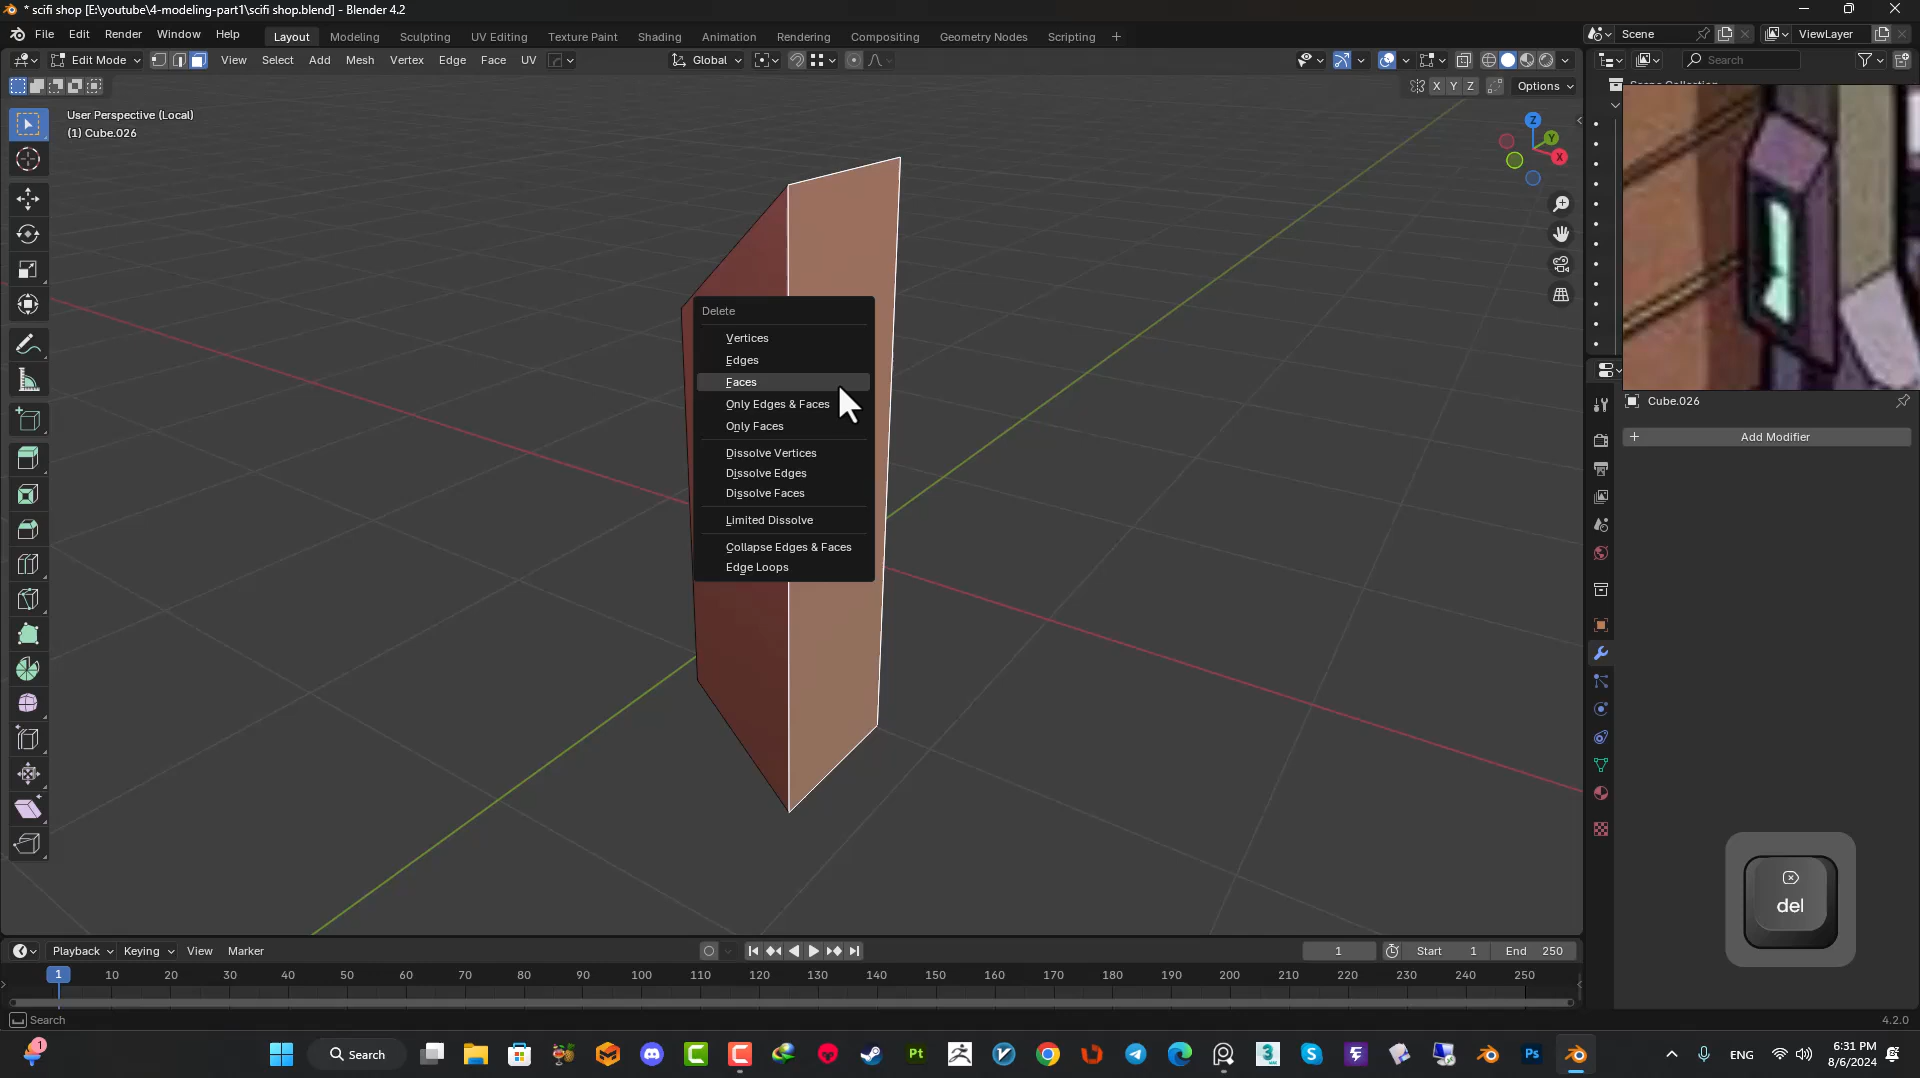 * scifi shop [E:\youtube\4-modeling-part1\scifi shop.blend] - Blender 4.2
File Edit Render Window Help
Layout Modeling Sculpting UV Editing Texture Paint Shading Animation Rendering Compositing Geometry Nodes Scripting +
Scene ViewLayer
Edit Mode View Select Add Mesh Vertex Edge Face UV
Global
Search
X Y Z Options
User Perspective (Local)
(1) Cube.026
Z
Y
X
Delete
Vertices
Edges
Faces
Only Edges & Faces
Only Faces
Dissolve Vertices
Dissolve Edges
Dissolve Faces
Limited Dissolve
Collapse Edges & Faces
Edge Loops
Cube.026
+ Add Modifier
del
Playback Keying View Marker
1 Start 1 End 250
1 10 20 30 40 50 60 70 80 90 100 110 120 130 140 150 160 170 180 190 200 210 220 230 240 250
Search
4.2.0
1
Search
Pt
3
S
Ps
ENG
6:31 PM
8/6/2024